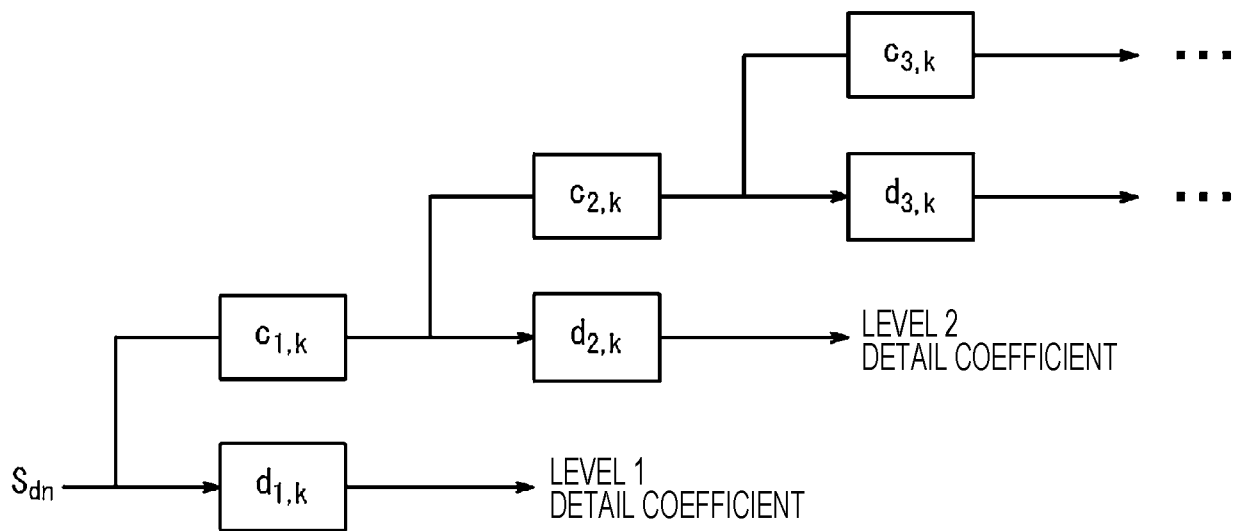 c3,k
...
c2,k
d3,k
...
c1,k
d2,k
LEVEL 2
DETAIL COEFFICIENT
Sdn
d1,k
LEVEL 1
DETAIL COEFFICIENT